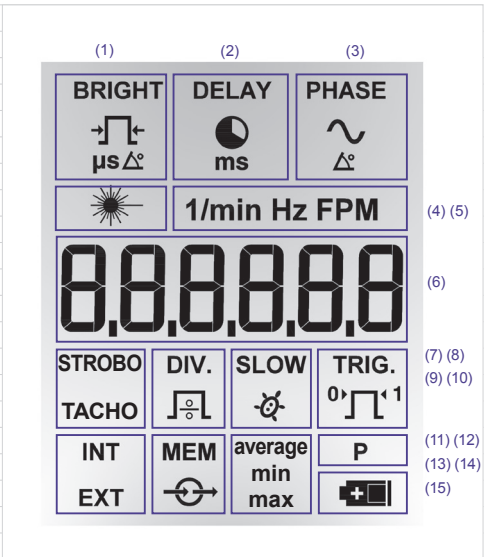 (1) (2) (3)
BRIGHT DELAY PHASE
µs ms
1/min Hz FPM (4) (5)
8.8.8.8.8.8 (6)
STROBO DIV. SLOW TRIG. (7) (8)
TACHO 0 1 (9) (10)
INT MEM average P (11) (12)
min (13) (14)
EXT max (15)